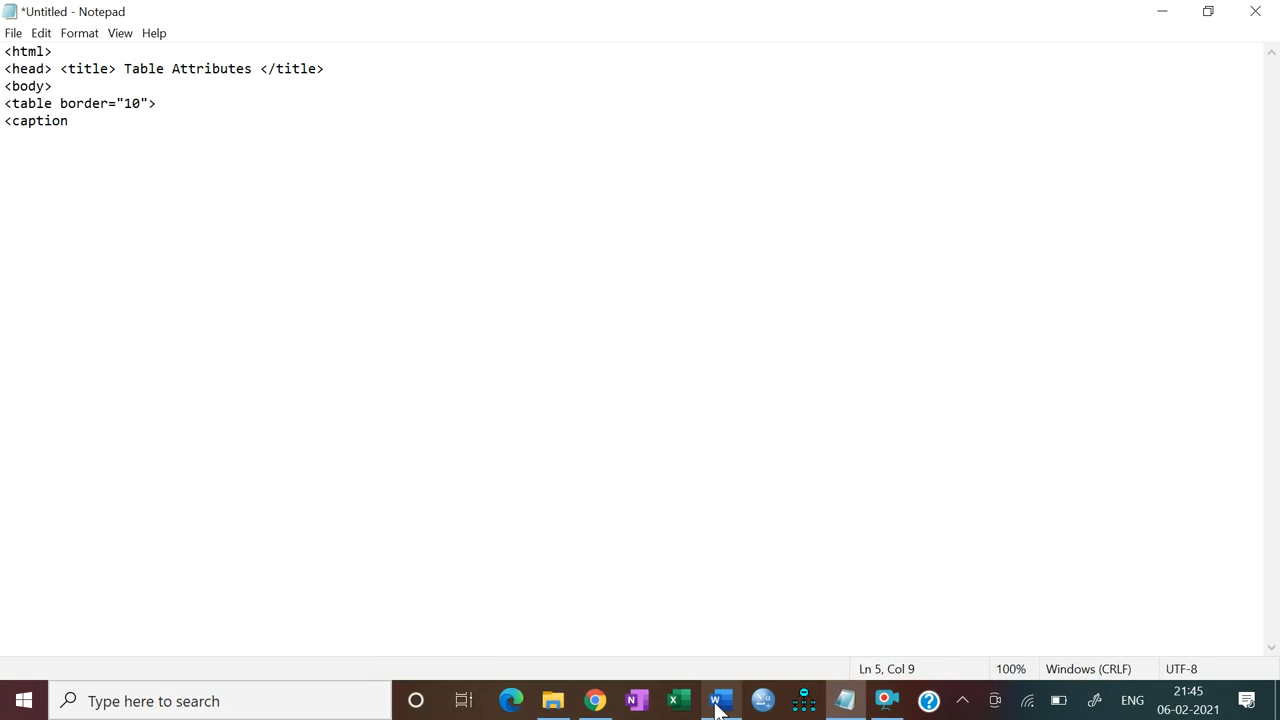 *Untitled - Notepad
File Edit Format View Help
<html>
<head> <title> Table Attributes </title>
<body>
<table border="10">
<caption
Ln 5, Col 9 100% Windows (CRLF) UTF-8
Type here to search
ENG
21:45
06-02-2021